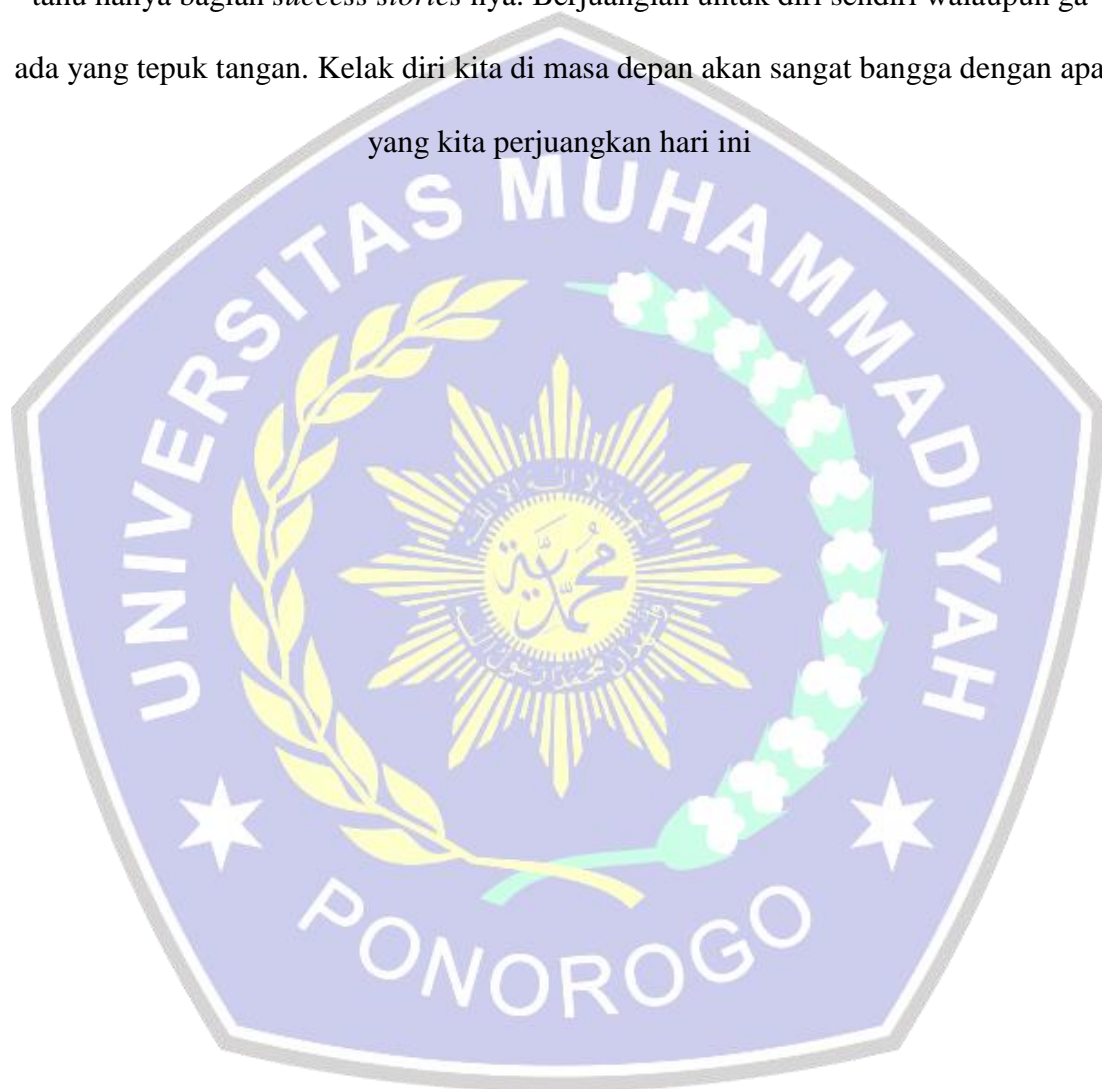 tahu hanya bagian success stories nya. Berjuanglah untuk diri sendiri walaupun ga
ada yang tepuk tangan. Kelak diri kita di masa depan akan sangat bangga dengan apa
yang kita perjuangkan hari ini
UNIVERSITAS MUHAMMADIYAH
محمدية
PONOROGO